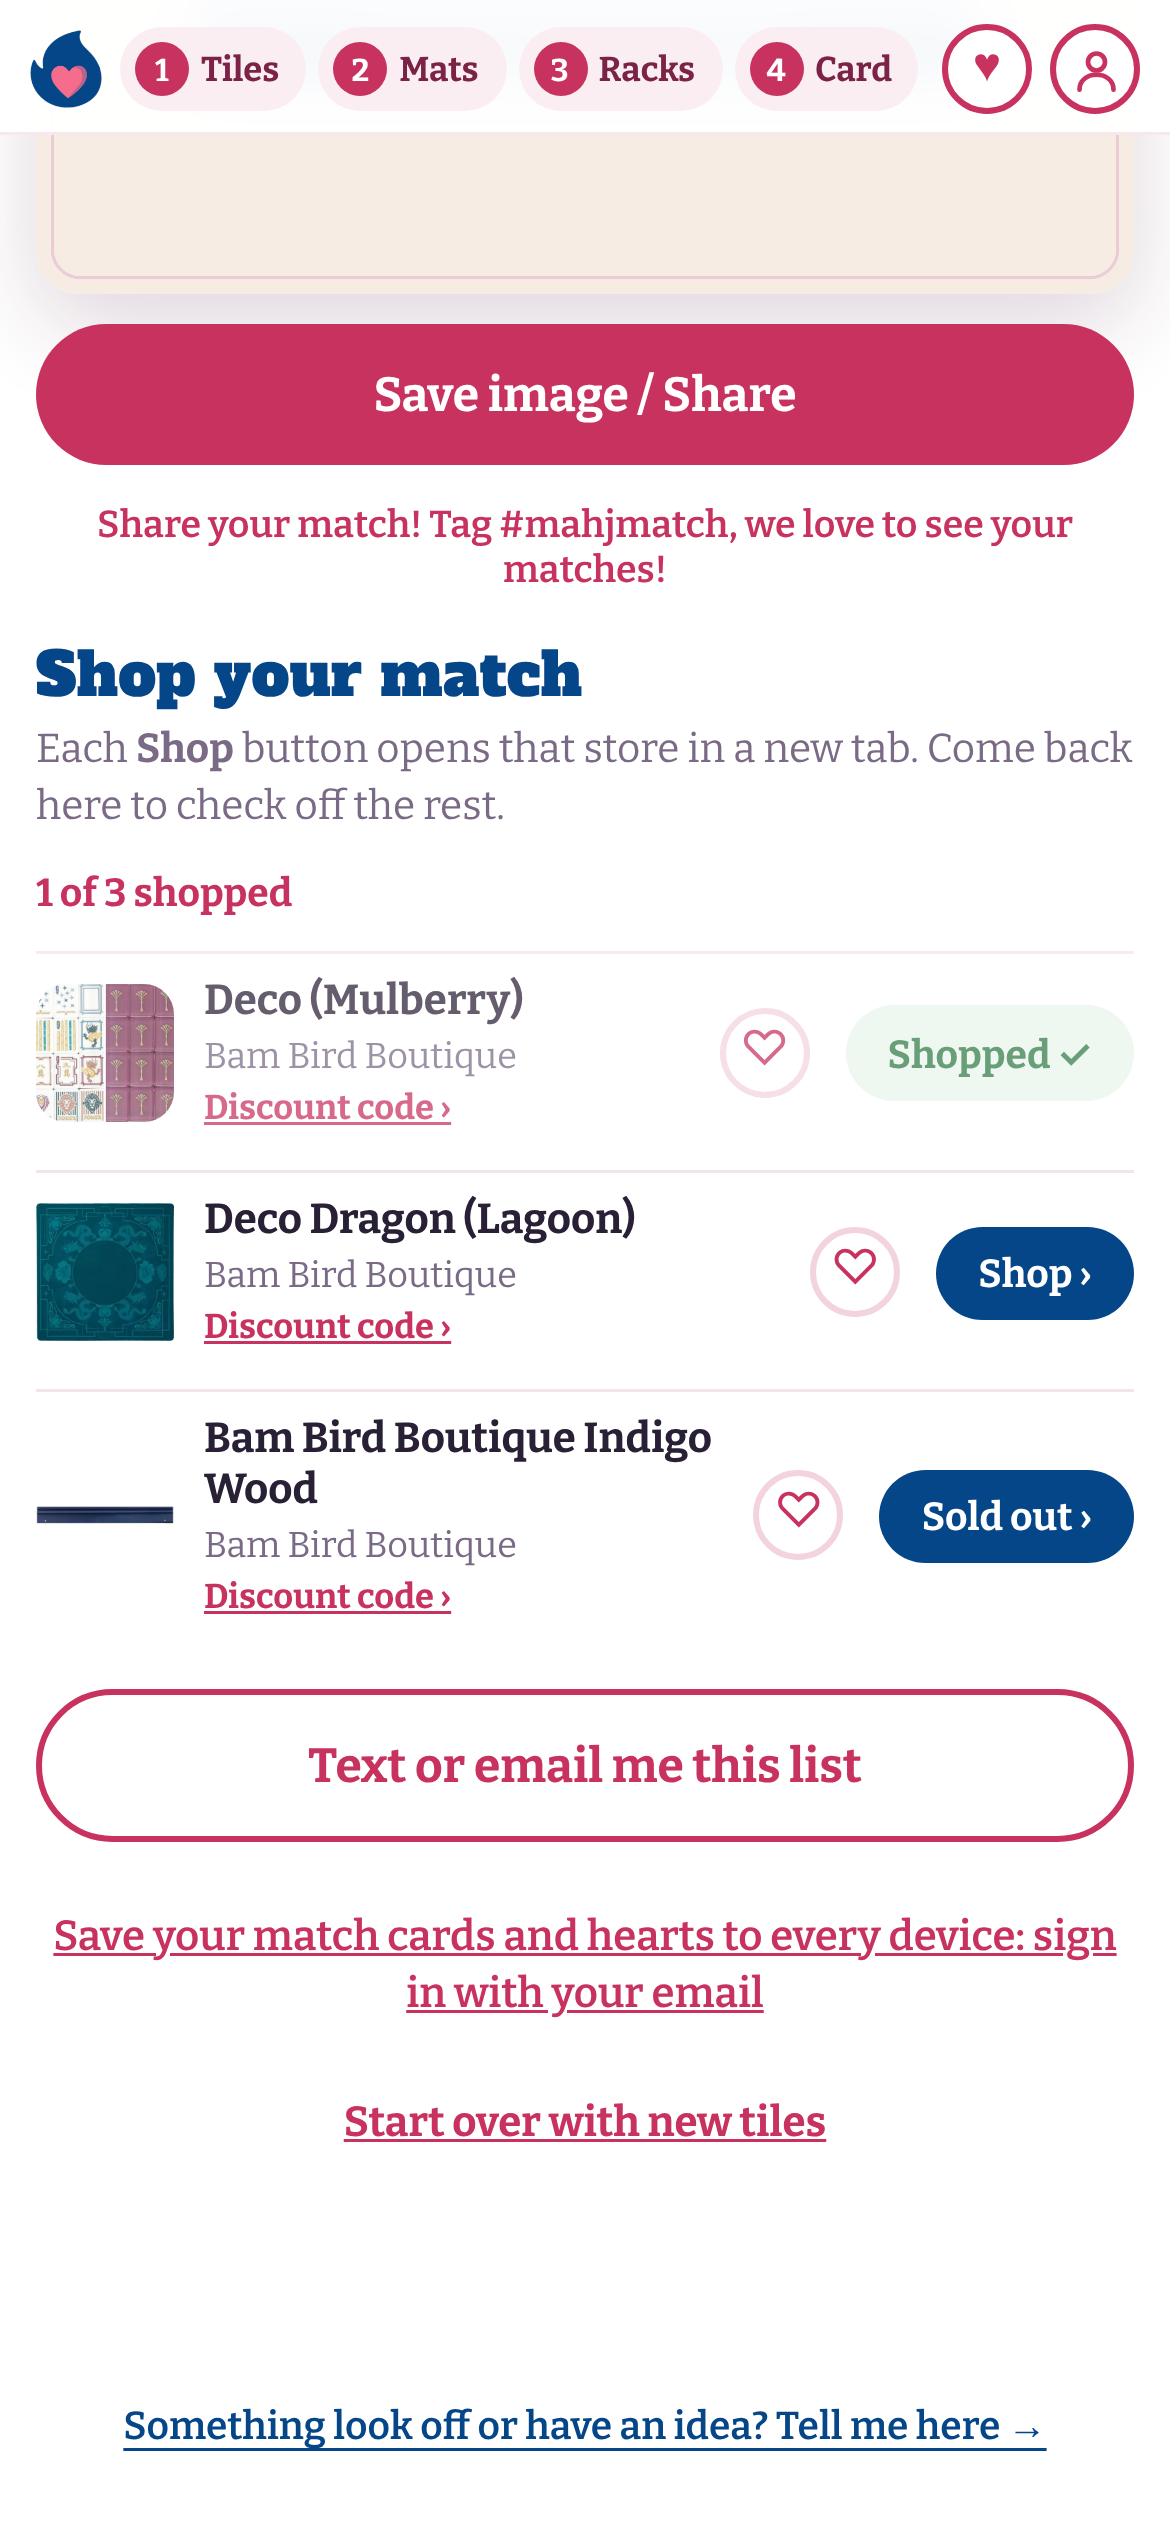 1 Tiles 2 Mats 3 Racks 4 Card
Save image / Share
Share your match! Tag #mahjmatch, we love to see your
matches!
Shop your match
Each Shop button opens that store in a new tab. Come back
here to check off the rest.
1 of 3 shopped
Deco (Mulberry)
Bam Bird Boutique
Discount code ›
Shopped ✓
Deco Dragon (Lagoon)
Bam Bird Boutique
Discount code ›
Shop ›
Bam Bird Boutique Indigo
Wood
Bam Bird Boutique
Discount code ›
Sold out ›
Text or email me this list
Save your match cards and hearts to every device: sign
in with your email
Start over with new tiles
Something look off or have an idea? Tell me here →